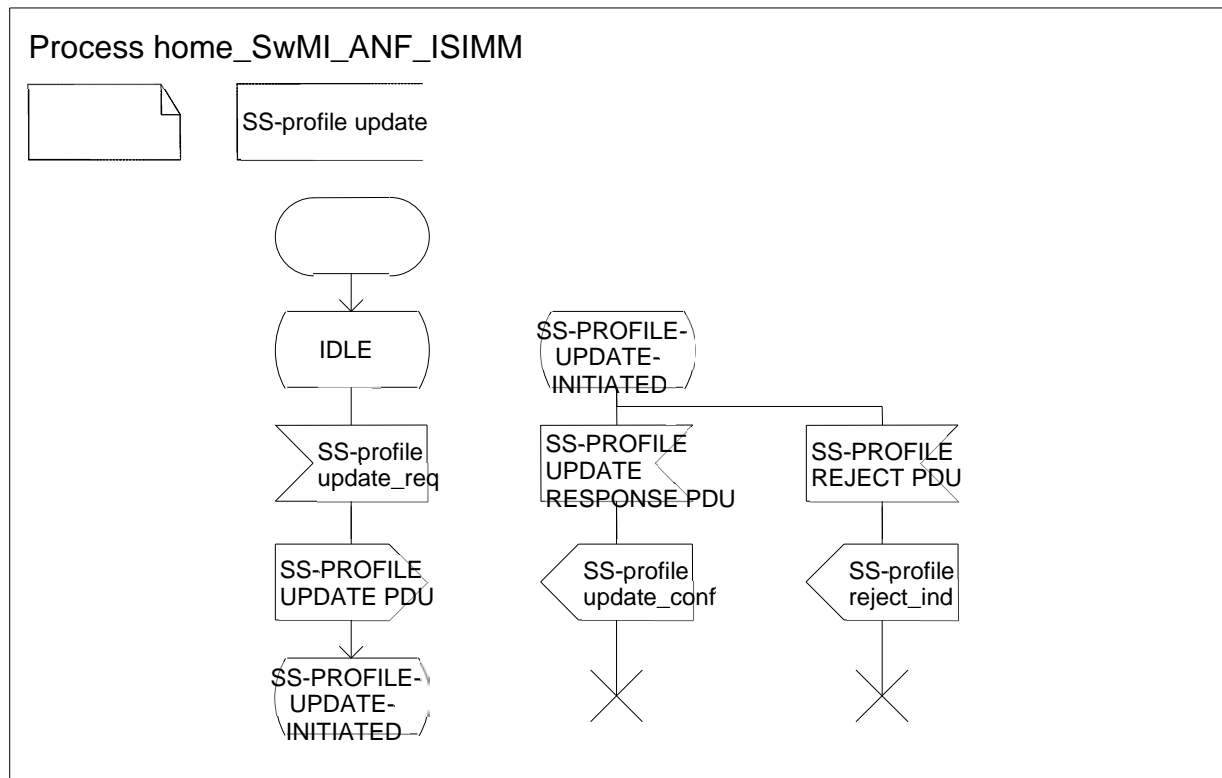 Process home_SwMI_ANF_ISIMM
SS-profile update
IDLE
SS-profile
update_req
SS-PROFILE
UPDATE PDU
SS-PROFILE-
UPDATE-
INITIATED
SS-PROFILE-
UPDATE-
INITIATED
SS-PROFILE
UPDATE
RESPONSE PDU
SS-profile
update_conf
SS-PROFILE
REJECT PDU
SS-profile
reject_ind